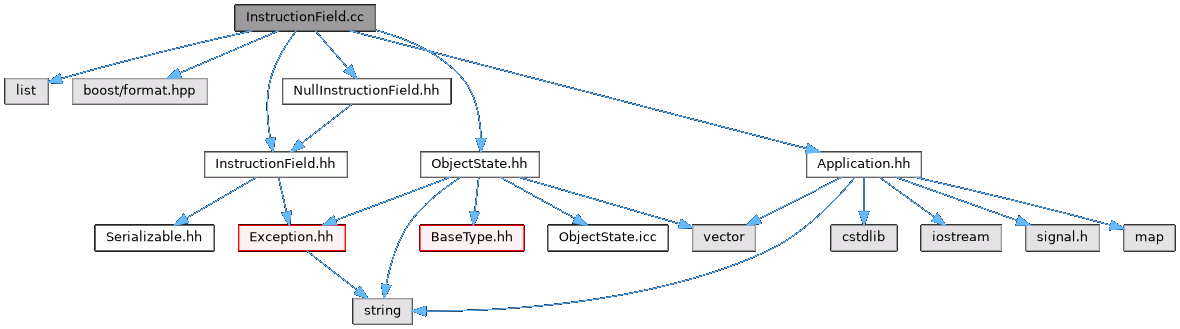 InstructionField.cc
list
boost/format.hpp
NullInstructionField.hh
InstructionField.hh
ObjectState.hh
Application.hh
Serializable.hh
Exception.hh
BaseType.hh
ObjectState.icc
vector
cstdlib
iostream
signal.h
map
string